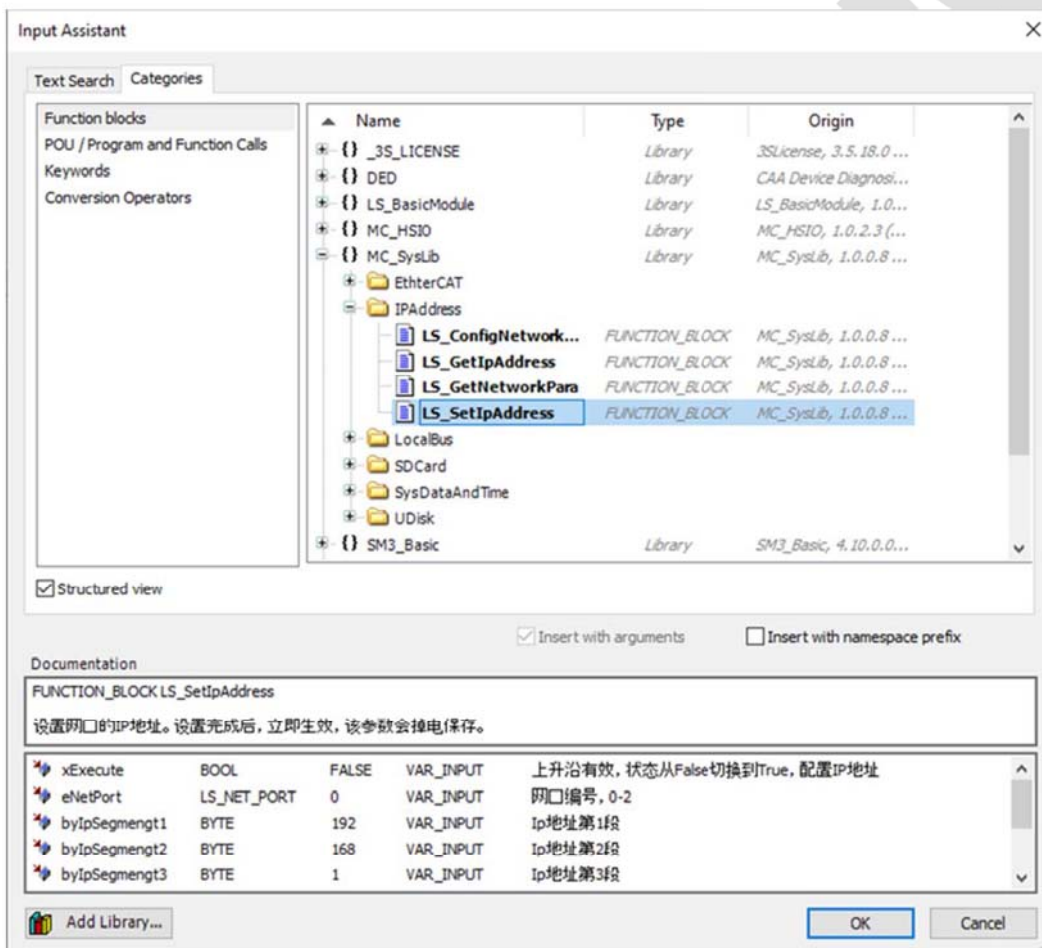 Input Assistant
Text Search Categories
Function blocks
POU / Program and Function Calls
Keywords
Conversion Operators
Name Type Origin
{} _3S_LICENSE Library 3SLicense, 3.5.18.0 ...
{} DED Library CAA Device Diagnosi...
{} LS_BasicModule Library LS_BasicModule, 1.0...
{} MC_HSIO Library MC_HSIO, 1.0.2.3 (...
{} MC_SysLib Library MC_SysLib, 1.0.0.8 ...
EthterCAT
IPAddress
LS_ConfigNetwork... FUNCTION_BLOCK MC_SysLib, 1.0.0.8 ...
LS_GetIpAddress FUNCTION_BLOCK MC_SysLib, 1.0.0.8 ...
LS_GetNetworkPara FUNCTION_BLOCK MC_SysLib, 1.0.0.8 ...
LS_SetIpAddress FUNCTION_BLOCK MC_SysLib, 1.0.0.8 ...
LocalBus
SDCard
SysDataAndTime
UDisk
{} SM3_Basic Library SM3_Basic, 4.10.0.0...
Structured view
Insert with arguments Insert with namespace prefix
Documentation
FUNCTION_BLOCK LS_SetIpAddress
设置网口的IP地址。设置完成后，立即生效，该参数会掉电保存。
xExecute BOOL FALSE VAR_INPUT 上升沿有效，状态从False切换到True，配置IP地址
eNetPort LS_NET_PORT 0 VAR_INPUT 网口编号，0-2
byIpSegmengt1 BYTE 192 VAR_INPUT Ip地址第1段
byIpSegmengt2 BYTE 168 VAR_INPUT Ip地址第2段
byIpSegmengt3 BYTE 1 VAR_INPUT Ip地址第3段
Add Library... OK Cancel